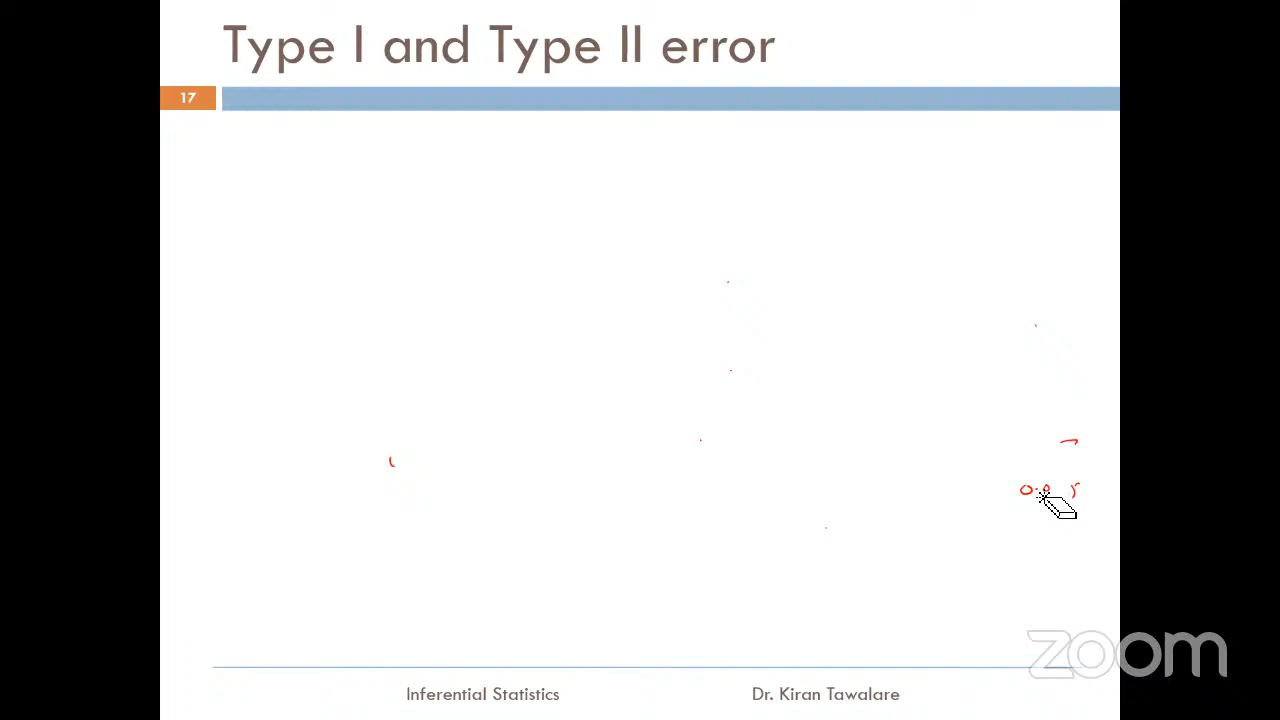 Type I and Type II error
17
Inferential Statistics
Dr. Kiran Tawalare
zoom